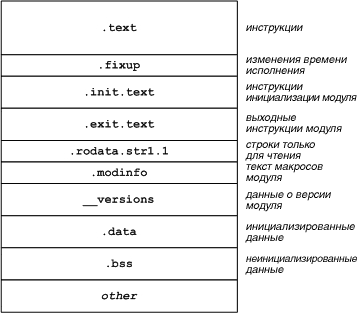 .text
инструкции
.fixup
изменения времени
исполнения
.init.text
инструкции
инициализации модуля
.exit.text
выходные
инструкции модуля
.rodata.str1.1
строки только
для чтения
.modinfo
текст макросов
модуля
__versions
данные о версии
модуля
.data
инициализированные
данные
.bss
неинициализированные
данные
other